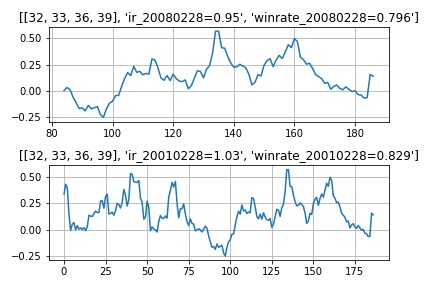 [[32, 33, 36, 39], 'ir_20080228=0.95', 'winrate_20080228=0.796']
0.50
0.25
0.00
−0.25
80 100 120 140 160 180
[[32, 33, 36, 39], 'ir_20010228=1.03', 'winrate_20010228=0.829']
0.50
0.25
0.00
−0.25
0 25 50 75 100 125 150 175